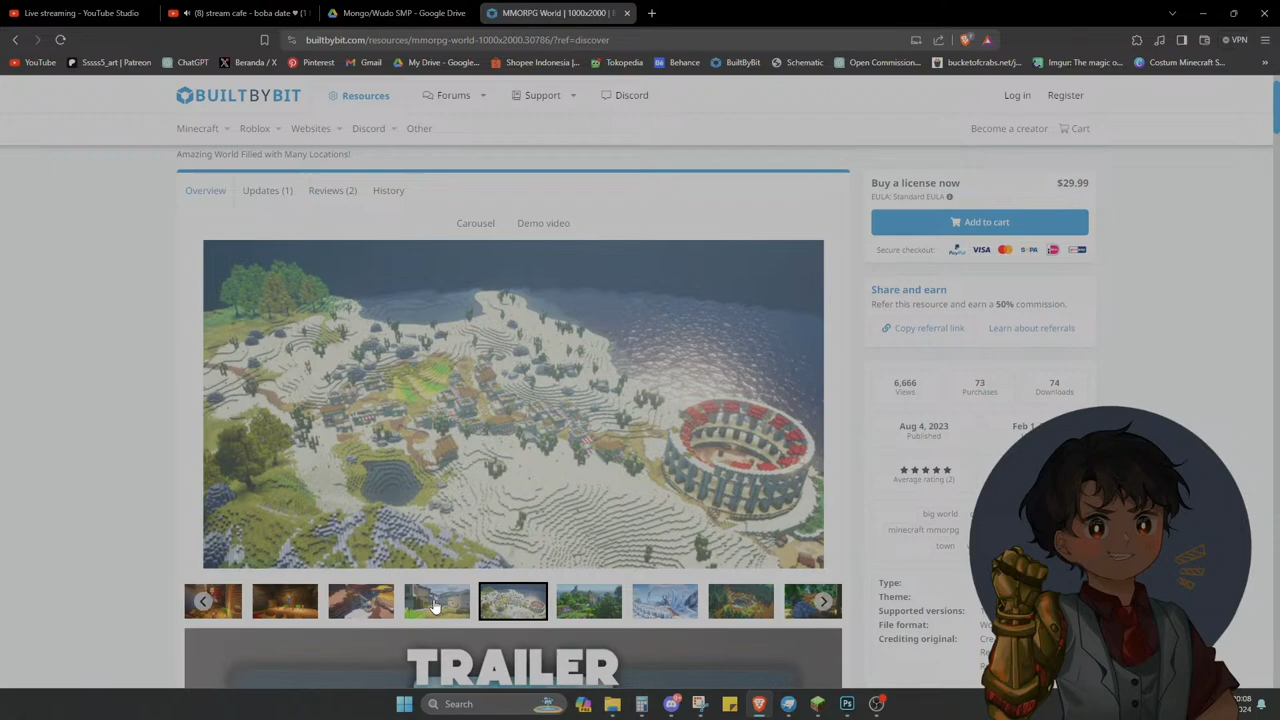 Live streaming - YouTube Studio
(8) stream cafe - boba date ♥ (1
Mongo/Wudo SMP - Google Drive
MMORPG World | 1000x2000 | B
builtbybit.com/resources/mmorpg-world-1000x2000.30786/?ref=discover
VPN
YouTube
Sssss5_art | Patreon
ChatGPT
Beranda / X
Pinterest
Gmail
My Drive - Google...
Shopee Indonesia |...
Tokopedia
Behance
BuiltByBit
Schematic
Open Commission...
bucketofcrabs.net/j...
Imgur: The magic o...
Costum Minecraft S...
BUILTBYBIT
Resources
Forums
Support
Discord
Log in
Register
Minecraft
Roblox
Websites
Discord
Other
Become a creator
Cart
Amazing World Filled with Many Locations!
Overview
Updates (1)
Reviews (2)
History
Carousel
Demo video
TRAILER
Buy a license now
$29.99
EULA: Standard EULA
Add to cart
Secure checkout:
PayPal
VISA
Share and earn
Refer this resource and earn a 50% commission.
Copy referral link
Learn about referrals
6,666
73
74
Views
Purchases
Downloads
Aug 4, 2023
Feb 1,
Published
Average rating (2)
big world
minecraft mmorpg
town
Type:
Theme:
Supported versions:
File format:
Wo
Crediting original:
Cre
Search